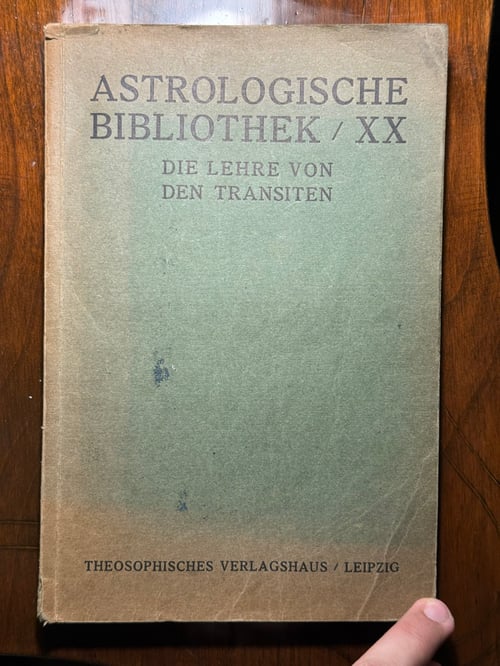 ASTROLOGISCHE
BIBLIOTHEK / XX
DIE LEHRE VON
DEN TRANSITEN
THEOSOPHISCHES VERLAGSHAUS / LEIPZIG